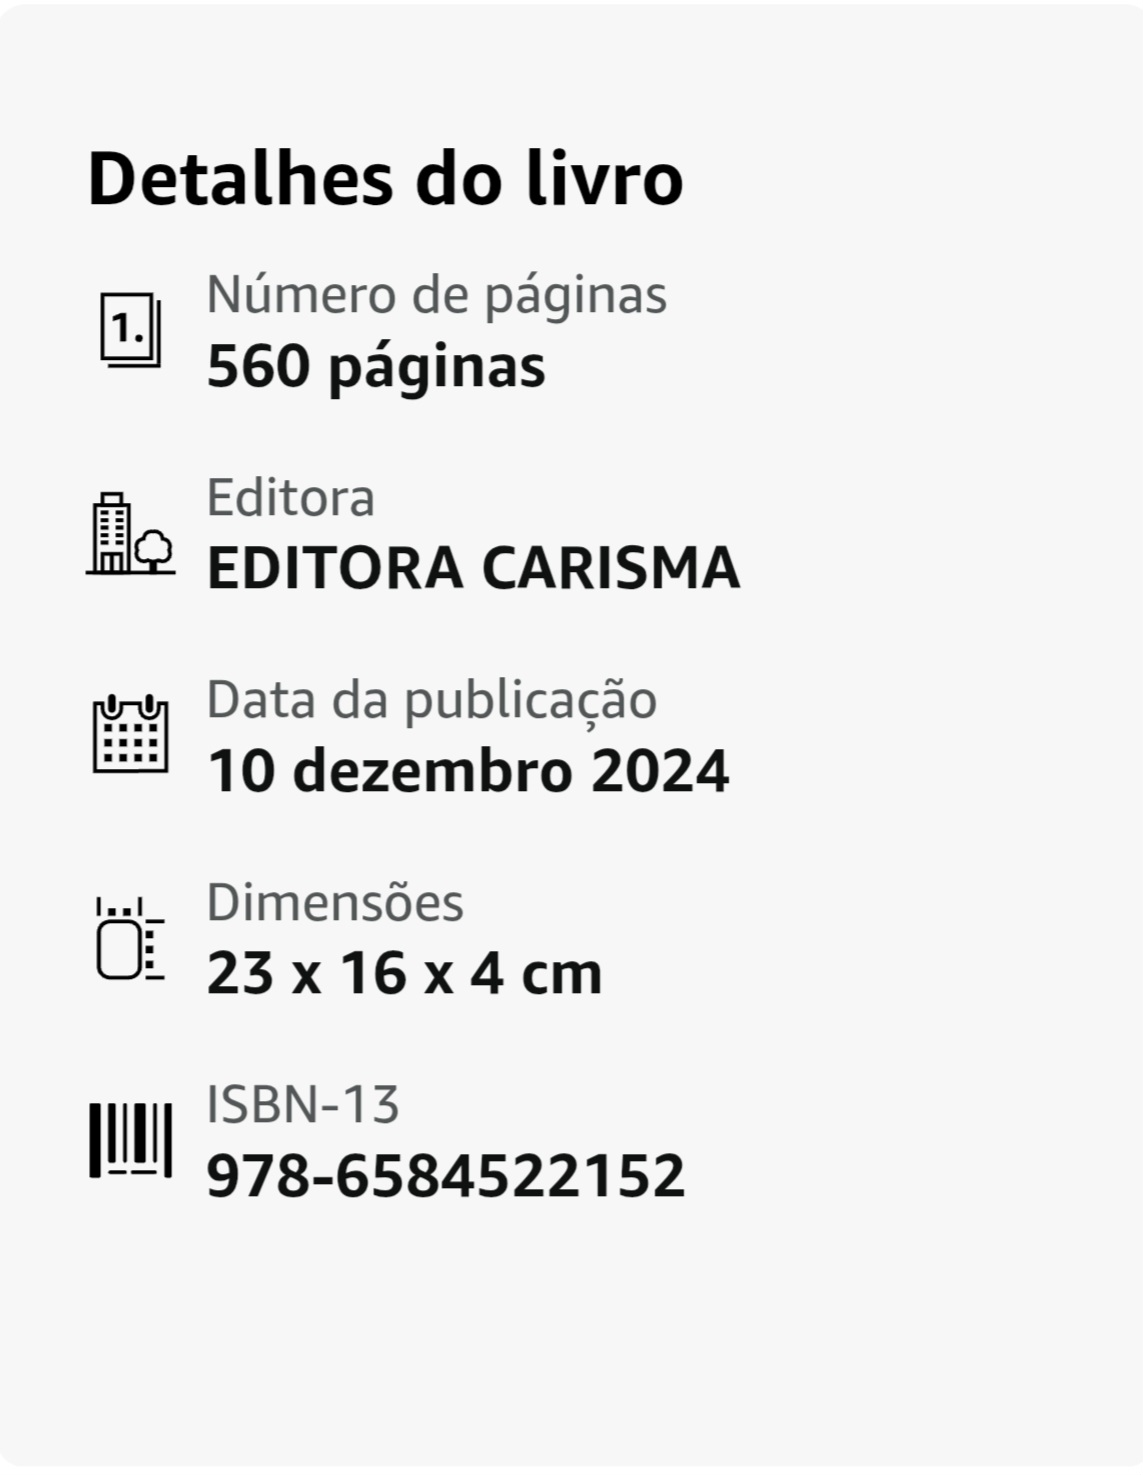 Detalhes do livro
1.
Número de páginas
560 páginas
Editora
EDITORA CARISMA
Data da publicação
10 dezembro 2024
Dimensões
23 x 16 x 4 cm
ISBN-13
978-6584522152